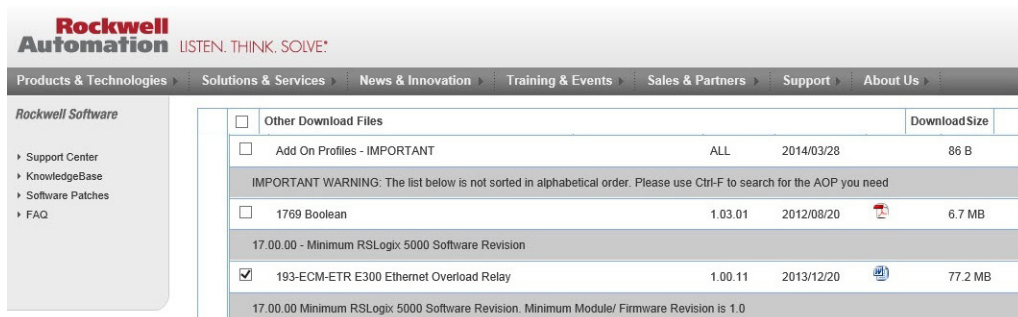 Rockwell
Automation LISTEN. THINK. SOLVE.
Products & Technologies Solutions & Services News & Innovation Training & Events Sales & Partners Support About Us
Rockwell Software
Support Center
KnowledgeBase
Software Patches
FAQ
Other Download Files Download Size
Add On Profiles - IMPORTANT ALL 2014/03/28 86 B
IMPORTANT WARNING: The list below is not sorted in alphabetical order. Please use Ctrl-F to search for the AOP you need
1769 Boolean 1.03.01 2012/08/20 6.7 MB
17.00.00 - Minimum RSLogix 5000 Software Revision
193-ECM-ETR E300 Ethernet Overload Relay 1.00.11 2013/12/20 77.2 MB
17.00.00 Minimum RSLogix 5000 Software Revision. Minimum Module/ Firmware Revision is 1.0